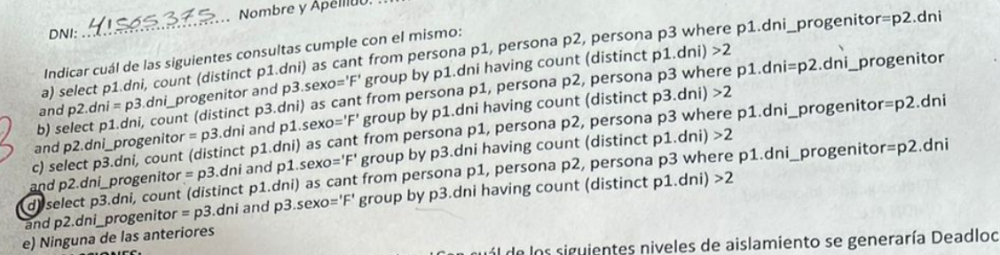 DNI: 41505375 Nombre y Apellido:
Indicar cuál de las siguientes consultas cumple con el mismo:
a) select p1.dni, count (distinct p1.dni) as cant from persona p1, persona p2, persona p3 where p1.dni_progenitor=p2.dni
and p2.dni = p3.dni_progenitor and p3.sexo='F' group by p1.dni having count (distinct p1.dni) >2
b) select p1.dni, count (distinct p3.dni) as cant from persona p1, persona p2, persona p3 where p1.dni=p2.dni_progenitor
and p2.dni_progenitor = p3.dni and p1.sexo='F' group by p1.dni having count (distinct p3.dni) >2
c) select p3.dni, count (distinct p1.dni) as cant from persona p1, persona p2, persona p3 where p1.dni_progenitor=p2.dni
and p2.dni_progenitor = p3.dni and p1.sexo='F' group by p3.dni having count (distinct p1.dni) >2
d) select p3.dni, count (distinct p1.dni) as cant from persona p1, persona p2, persona p3 where p1.dni_progenitor=p2.dni
and p2.dni_progenitor = p3.dni and p3.sexo='F' group by p3.dni having count (distinct p1.dni) >2
e) Ninguna de las anteriores
cuál de los siguientes niveles de aislamiento se generaría Deadloc